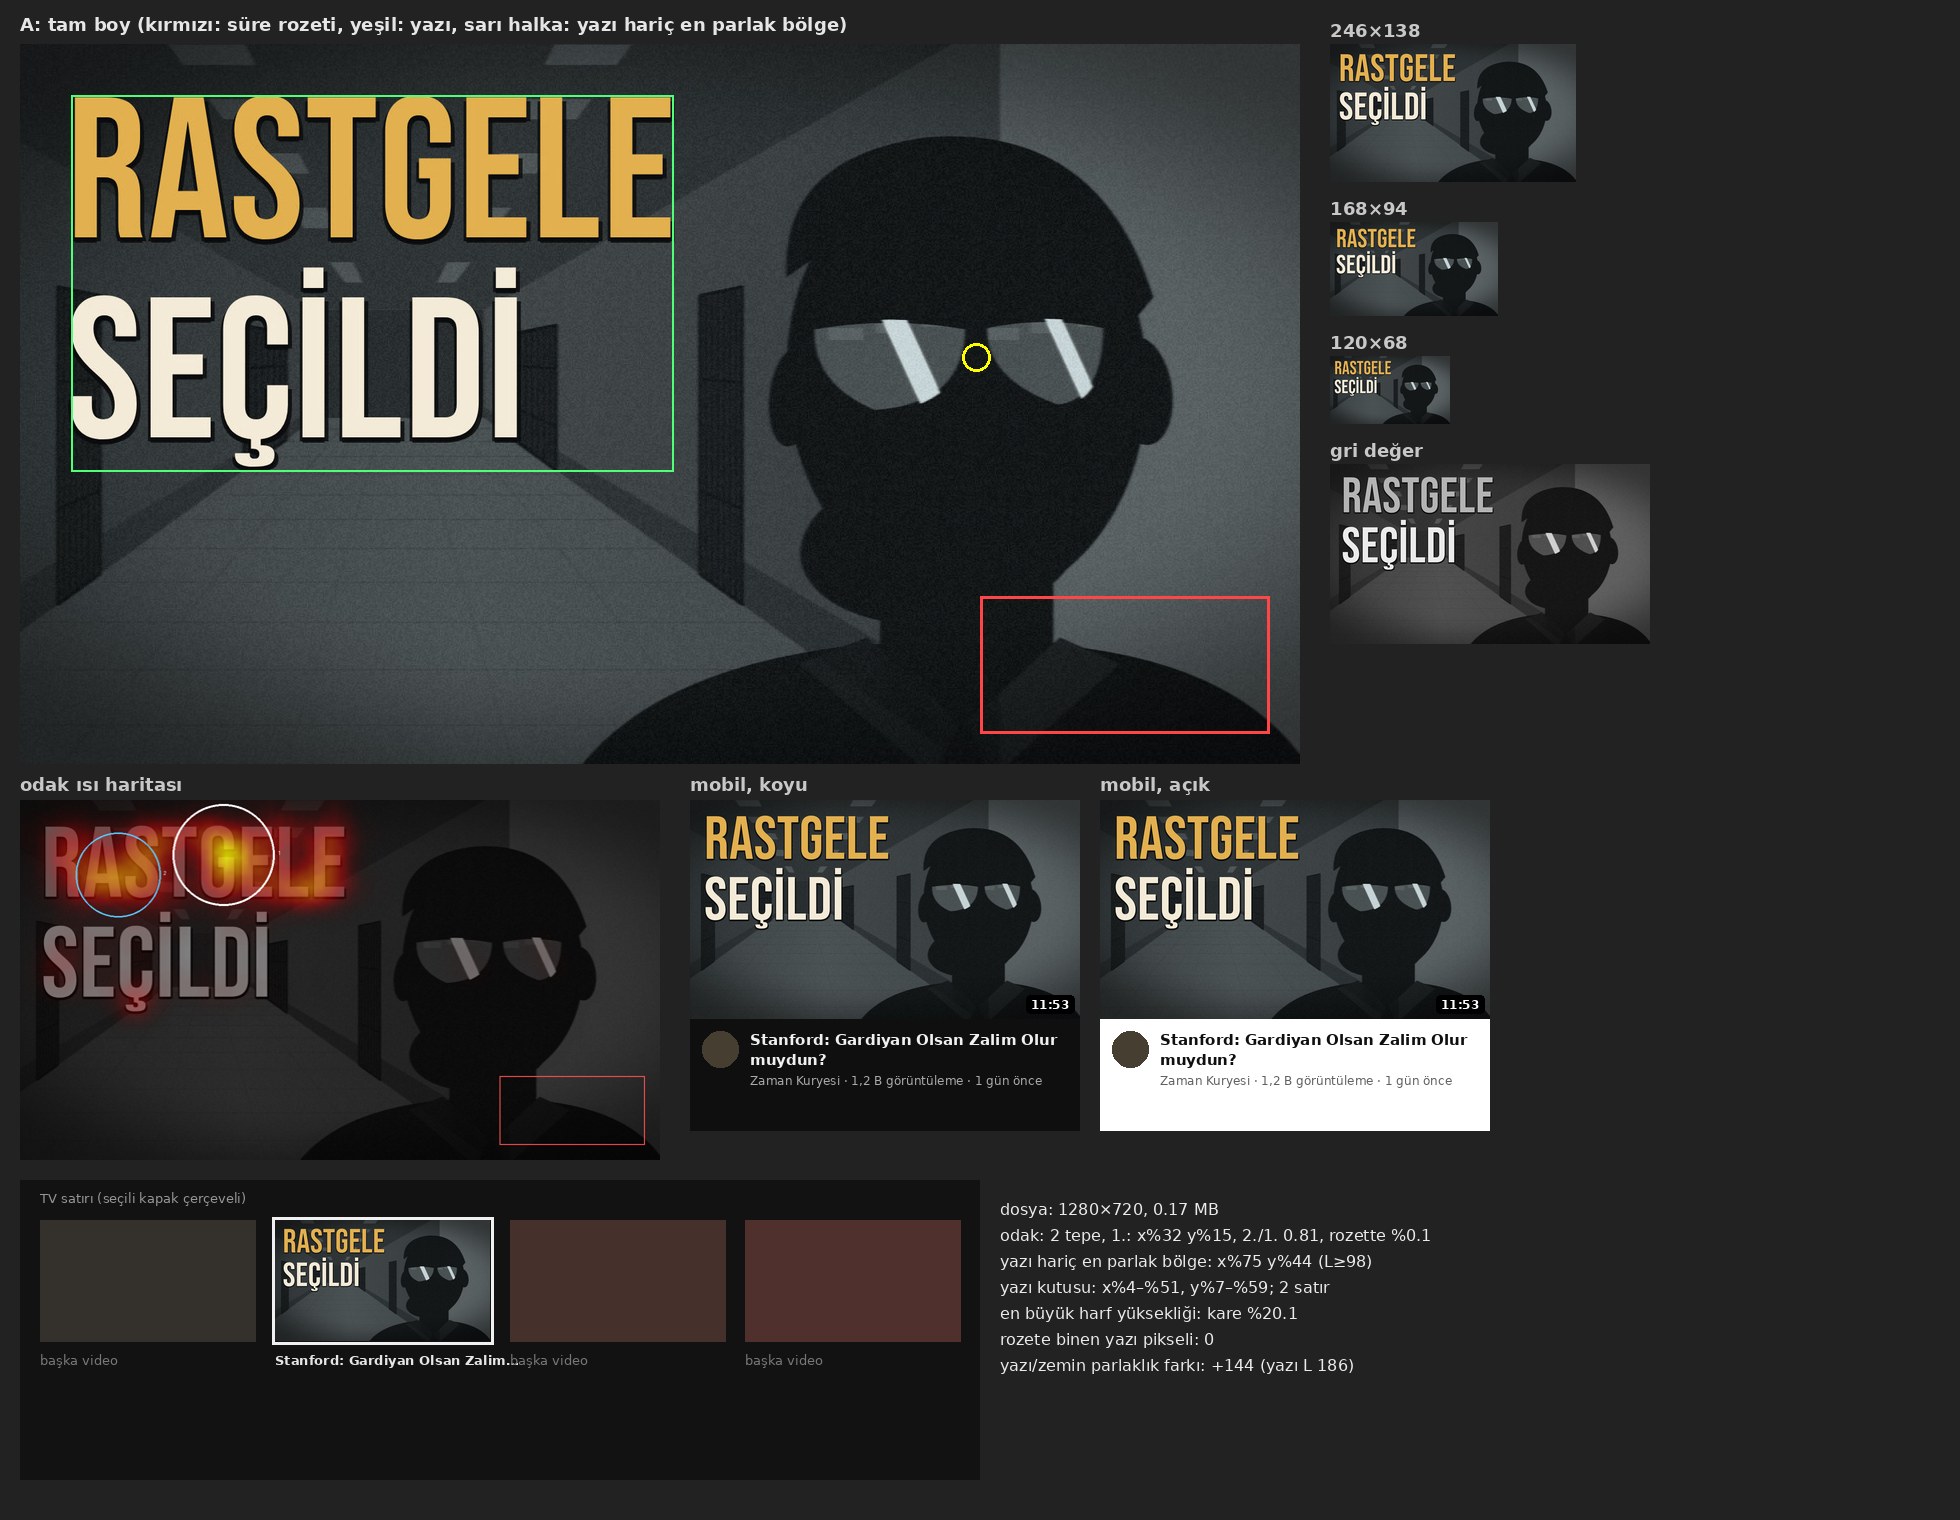 A: tam boy (kırmızı: süre rozeti, yeşil: yazı, sarı halka: yazı hariç en parlak bölge)
RASTGELE
SEÇİLDİ
246×138
RASTGELE
SEÇİLDİ
168×94
RASTGELE
SEÇİLDİ
120×68
RASTGELE
SEÇİLDİ
gri değer
RASTGELE
SEÇİLDİ
odak ısı haritası
RASTGELE
SEÇİLDİ
mobil, koyu
RASTGELE
SEÇİLDİ
11:53
Stanford: Gardiyan Olsan Zalim Olur
muydun?
Zaman Kuryesi · 1,2 B görüntüleme · 1 gün önce
mobil, açık
RASTGELE
SEÇİLDİ
11:53
Stanford: Gardiyan Olsan Zalim Olur
muydun?
Zaman Kuryesi · 1,2 B görüntüleme · 1 gün önce
TV satırı (seçili kapak çerçeveli)
RASTGELE
SEÇİLDİ
başka video
Stanford: Gardiyan Olsan Zalim...
başka video
başka video
dosya: 1280×720, 0.17 MB
odak: 2 tepe, 1.: x%32 y%15, 2./1. 0.81, rozette %0.1
yazı hariç en parlak bölge: x%75 y%44 (L≥98)
yazı kutusu: x%4–%51, y%7–%59; 2 satır
en büyük harf yüksekliği: kare %20.1
rozete binen yazı pikseli: 0
yazı/zemin parlaklık farkı: +144 (yazı L 186)